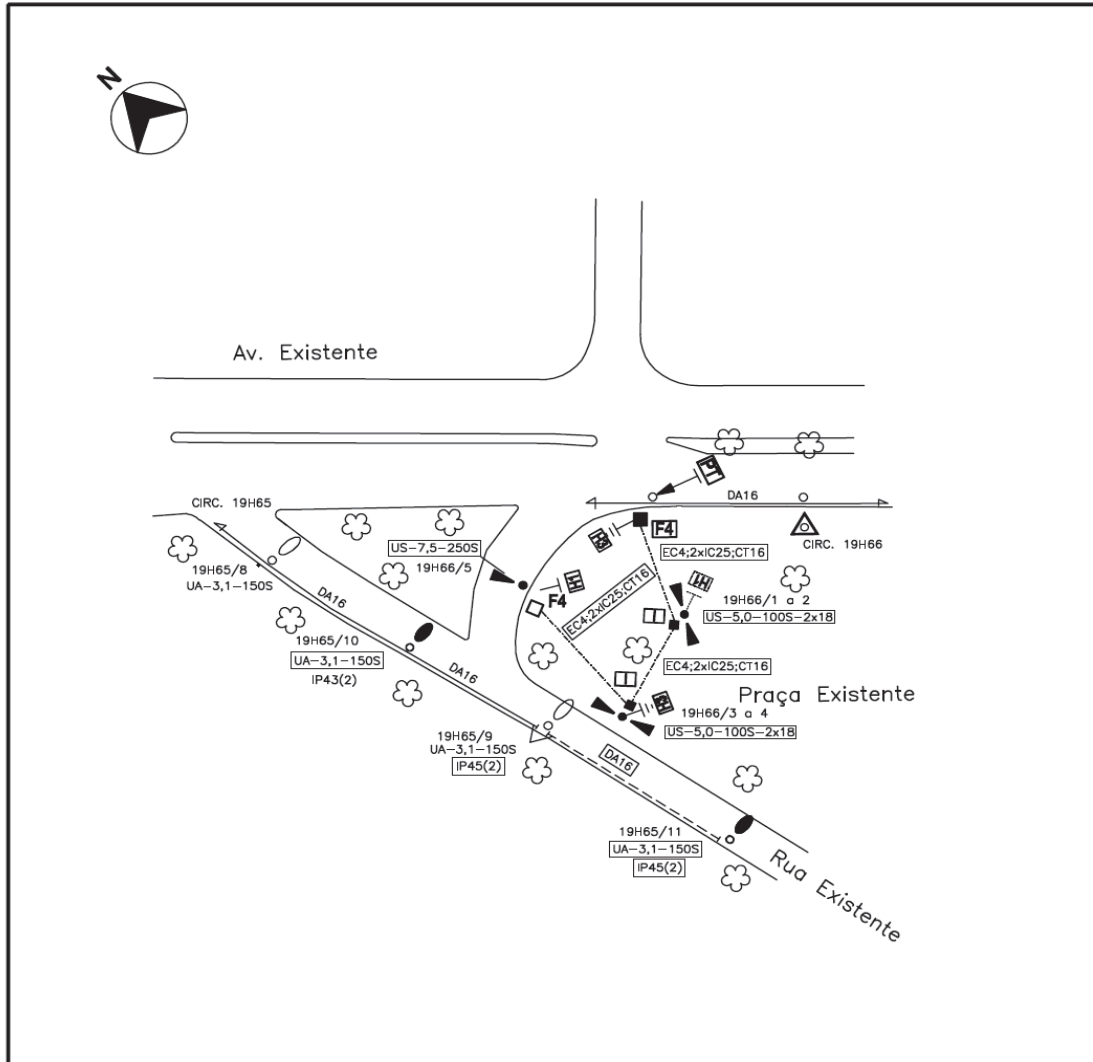 N
Av. Existente
PT
CIRC. 19H65
DA16
F4
CIRC. 19H66
H3
EC4;2xIC25;CT16
US-7,5-250S
19H66/5
19H65/8
UA-3,1-150S
H1
F4
EC4;2xIC25;CT16
H1
19H66/1 a 2
US-5,0-100S-2x18
DA16
19H65/10
UA-3,1-150S
IP43(2)
DA16
EC4;2xIC25;CT16
Praça Existente
19H66/3 a 4
US-5,0-100S-2x18
19H65/9
UA-3,1-150S
IP45(2)
DA16
19H65/11
UA-3,1-150S
IP45(2)
Rua Existente